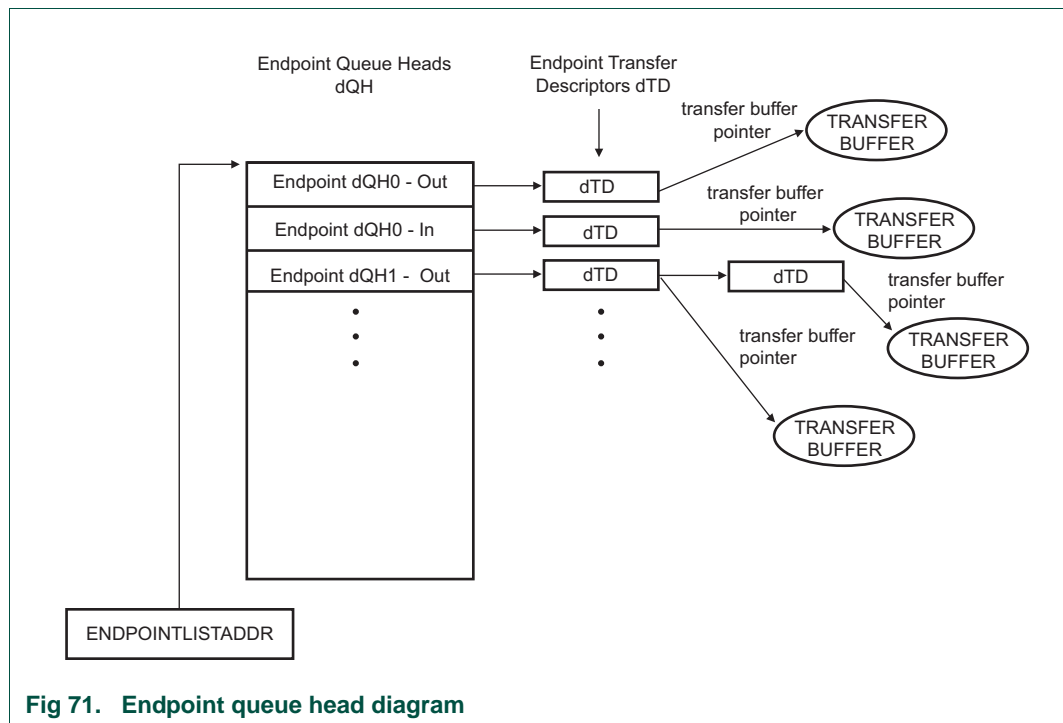 Endpoint Queue Heads
dQH
Endpoint Transfer
Descriptors dTD
transfer buffer
pointer
TRANSFER
BUFFER
Endpoint dQH0 - Out
dTD
transfer buffer
pointer
TRANSFER
BUFFER
Endpoint dQH0 - In
dTD
Endpoint dQH1 - Out
dTD
dTD
transfer buffer
pointer
TRANSFER
BUFFER
transfer buffer
pointer
TRANSFER
BUFFER
ENDPOINTLISTADDR
Fig 71. Endpoint queue head diagram